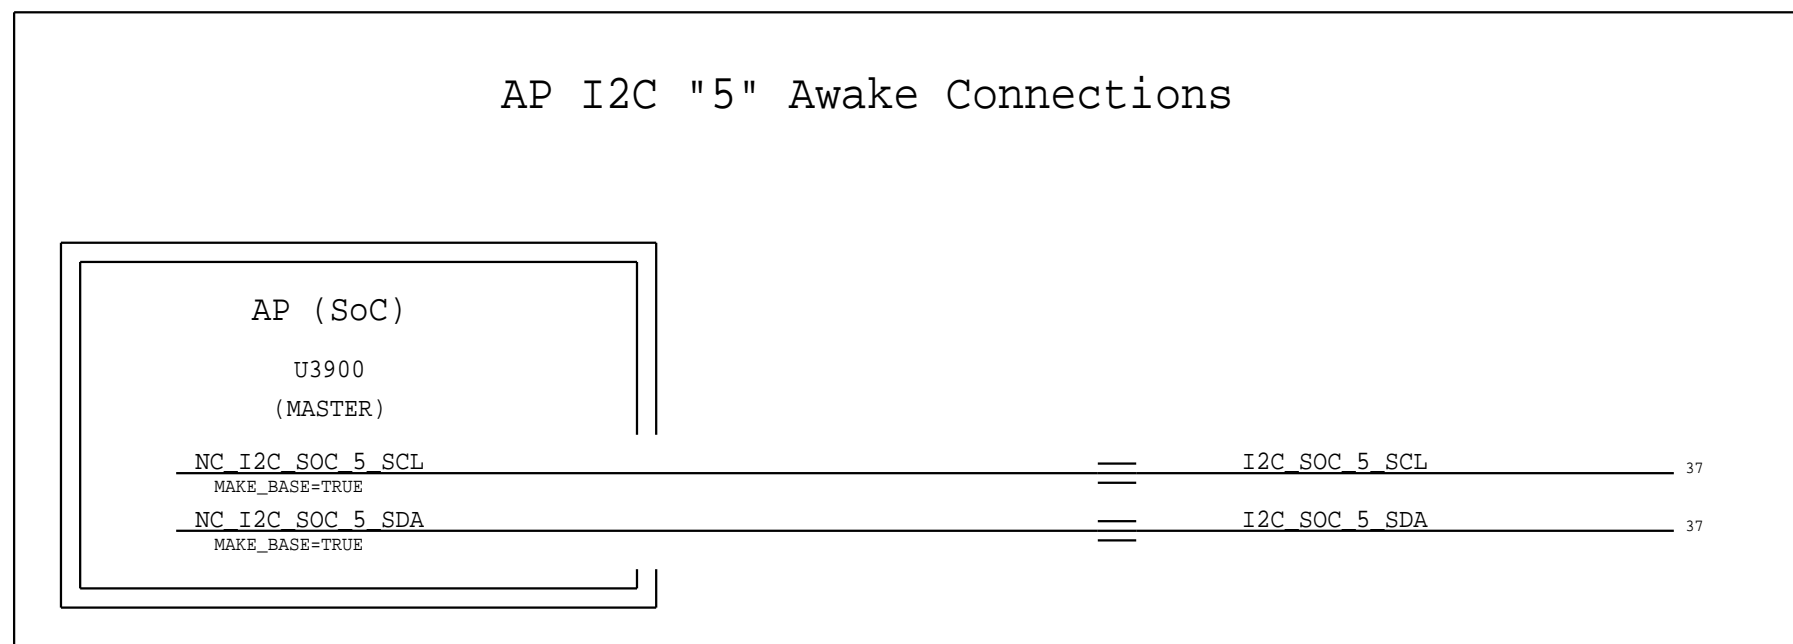 AP I2C "5" Awake Connections
AP (SoC)
U3900
(MASTER)
NC_I2C_SOC_5_SCL I2C_SOC_5_SCL 37
MAKE_BASE=TRUE
NC_I2C_SOC_5_SDA I2C_SOC_5_SDA 37
MAKE_BASE=TRUE